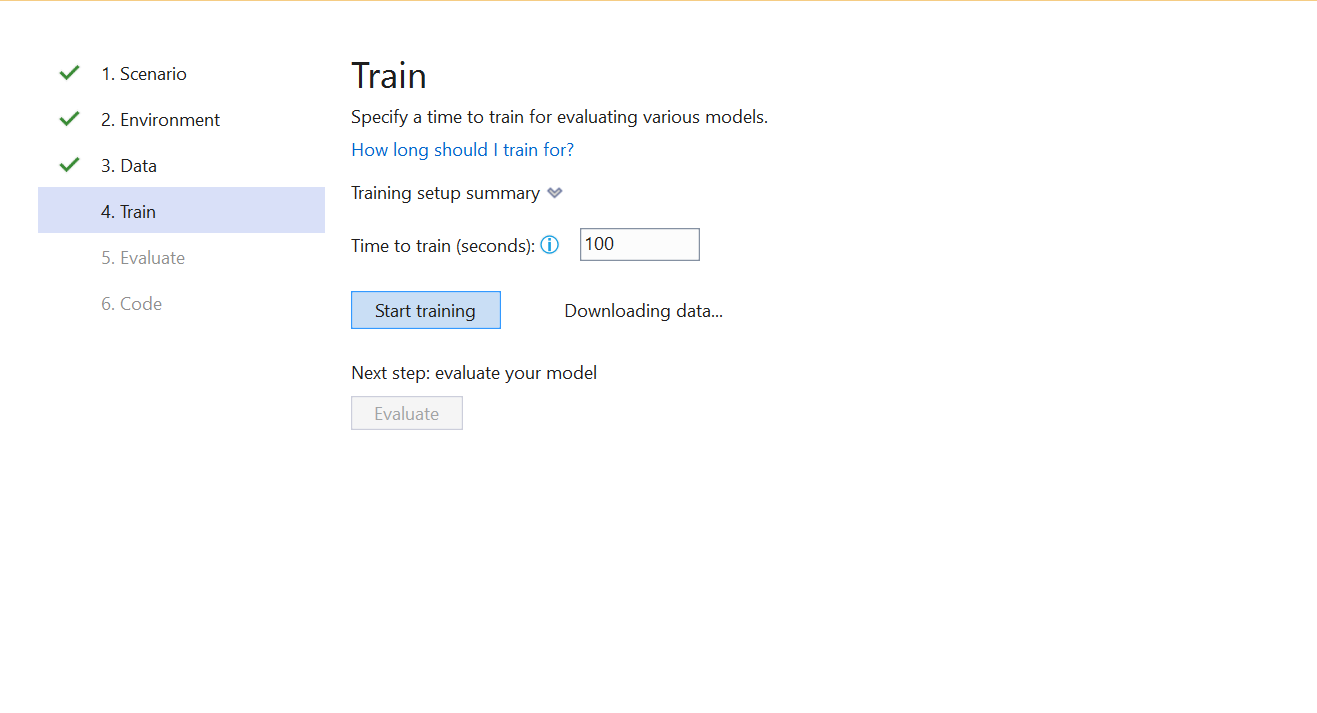 1. Scenario
2. Environment
3. Data
4. Train
5. Evaluate
6. Code
Train
Specify a time to train for evaluating various models.
How long should I train for?
Training setup summary
Time to train (seconds): 100
Start training Downloading data...
Next step: evaluate your model
Evaluate